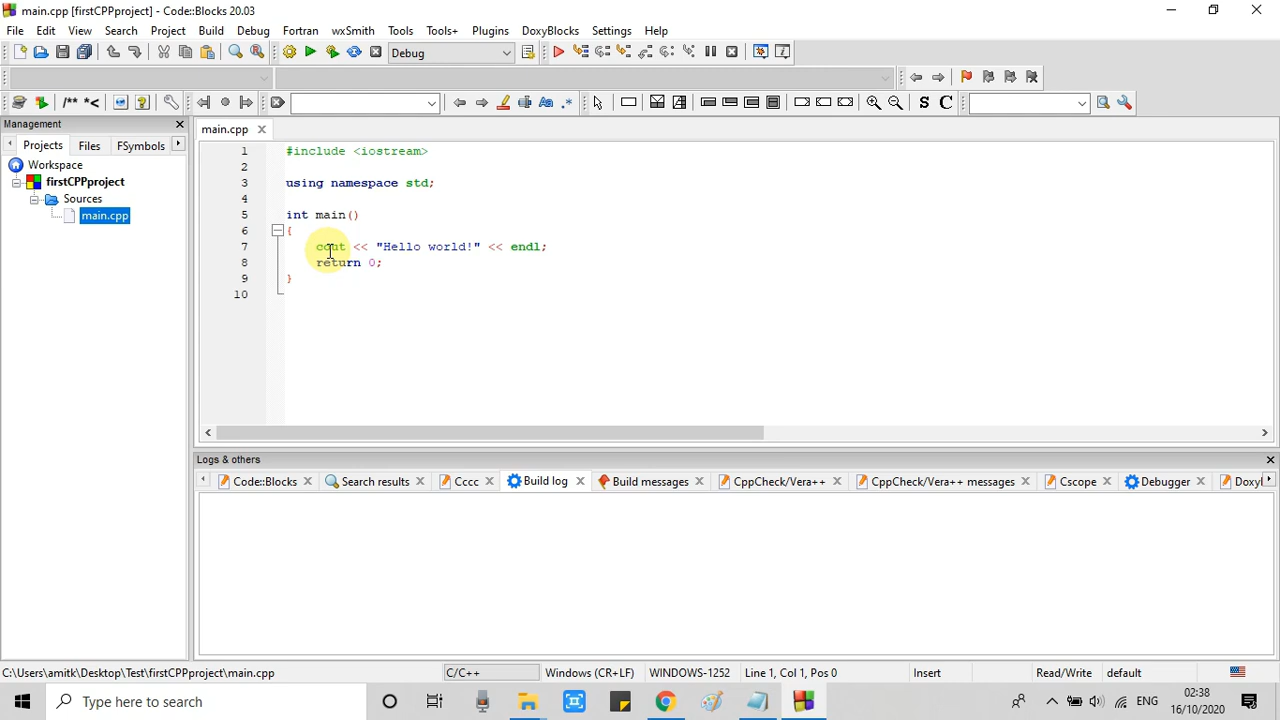 main.cpp [firstCPPproject] - Code::Blocks 20.03
File Edit View Search Project Build Debug Fortran wxSmith Tools Tools+ Plugins DoxyBlocks Settings Help
Debug
/** *<
S C
Management
main.cpp
Projects Files FSymbols
Workspace
firstCPPproject
Sources
main.cpp
1 #include <iostream>
2
3 using namespace std;
4
5 int main()
6 {
7 cout << "Hello world!" << endl;
8 return 0;
9 }
10
Logs & others
Code::Blocks Search results Cccc Build log Build messages CppCheck/Vera++ CppCheck/Vera++ messages Cscope Debugger Doxyl
C:\Users\amitk\Desktop\Test\firstCPPproject\main.cpp C/C++ Windows (CR+LF) WINDOWS-1252 Line 1, Col 1, Pos 0 Insert Read/Write default
Type here to search
ENG
02:38
16/10/2020